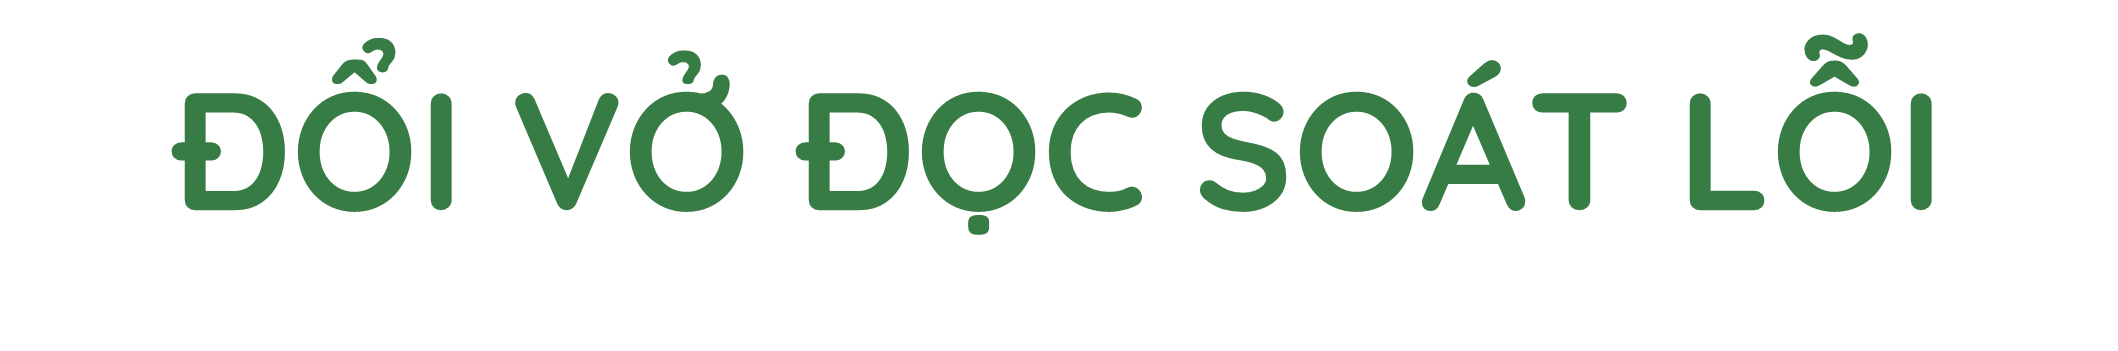 ĐỔI VỞ ĐỌC SOÁT LỖI